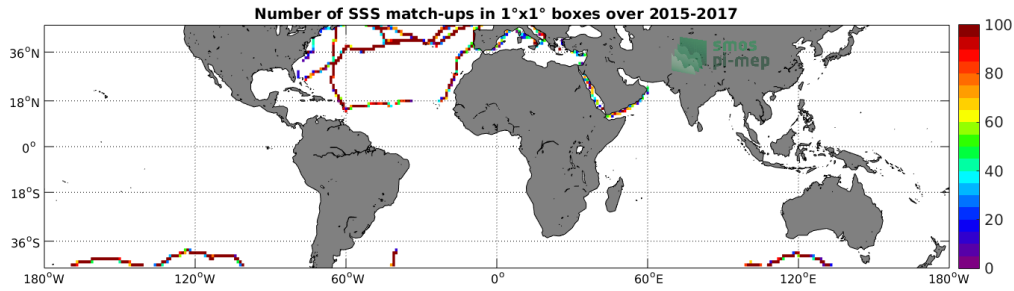 Number of SSS match-ups in 1°x1° boxes over 2015-2017
smos
pi-mep
36°N
18°N
0°
18°S
36°S
180°W
120°W
60°W
0°
60°E
120°E
180°W
100
80
60
40
20
0